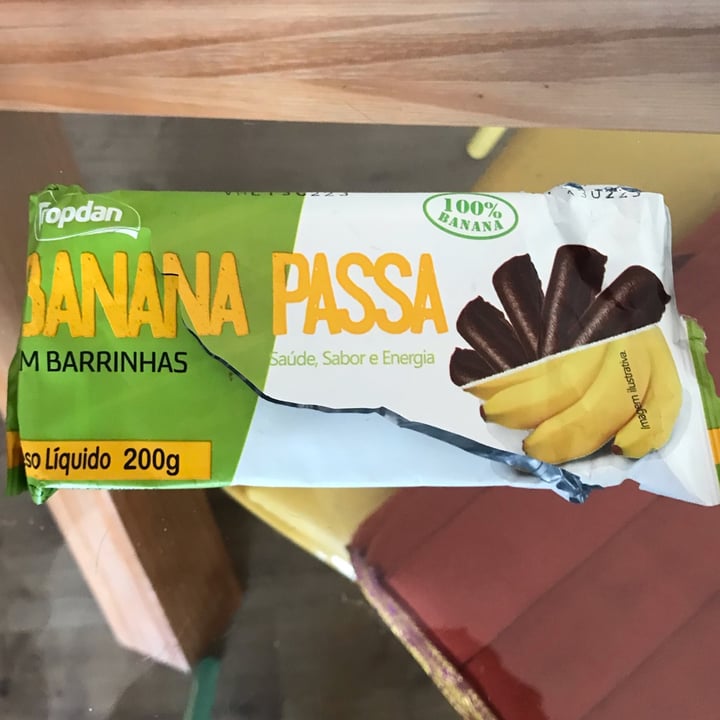 Topdan
100%
BANANA
BANANA PASSA
M BARRINHAS
Saúde, Sabor e Energia
so Líquido 200g
Imagem ilustrativa.